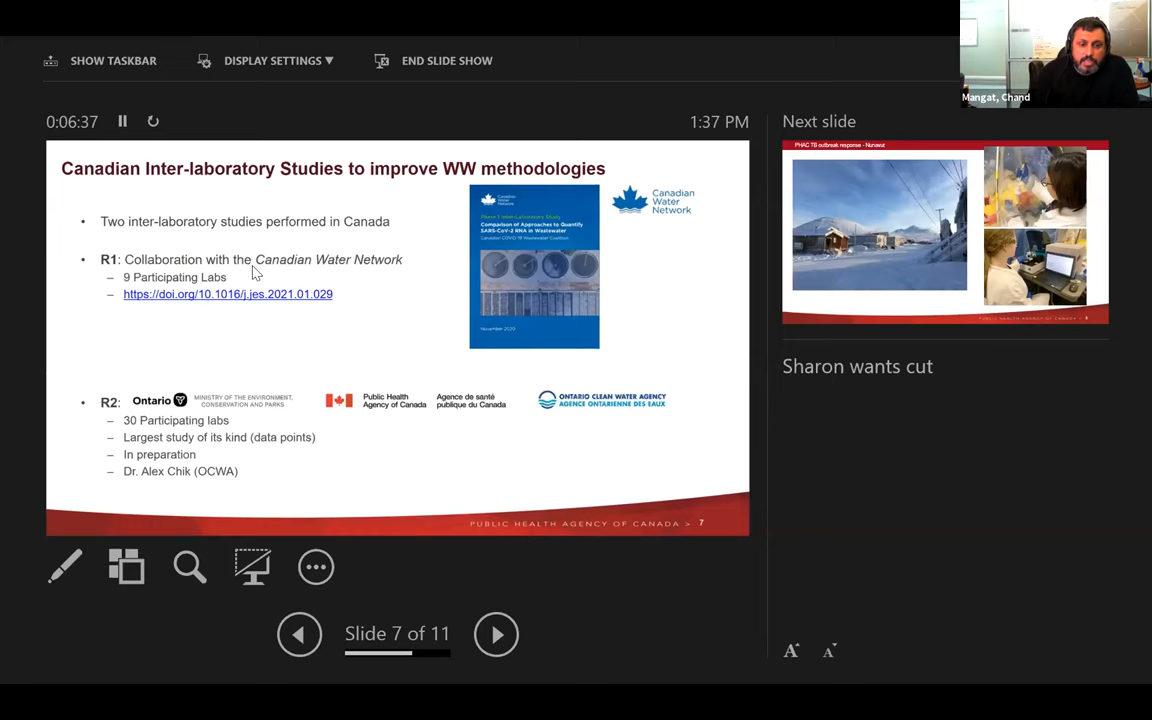 SHOW TASKBAR
DISPLAY SETTINGS ▼
END SLIDE SHOW
Mangat, Chand
0:06:37
1:37 PM
Next slide
Canadian Inter-laboratory Studies to improve WW methodologies
• Two inter-laboratory studies performed in Canada
• R1: Collaboration with the Canadian Water Network
– 9 Participating Labs
– https://doi.org/10.1016/j.jes.2021.01.029
Canadian
Water
Network
Phase 1 Inter-Laboratory Study
Comparison of Approaches to Quantify
SARS-CoV-2 RNA in Wastewater
Canadian COVID-19 Wastewater Coalition
November 2020
Canadian
Water
Network
• R2:
Ontario
MINISTRY OF THE ENVIRONMENT,
CONSERVATION AND PARKS
Public Health
Agency of Canada
Agence de santé
publique du Canada
ONTARIO CLEAN WATER AGENCY
AGENCE ONTARIENNE DES EAUX
– 30 Participating labs
– Largest study of its kind (data points)
– In preparation
– Dr. Alex Chik (OCWA)
PUBLIC HEALTH AGENCY OF CANADA > 7
PHAC TB outbreak response - Nunavut
PUBLIC HEALTH AGENCY OF CANADA > 8
Sharon wants cut
Slide 7 of 11
A
A